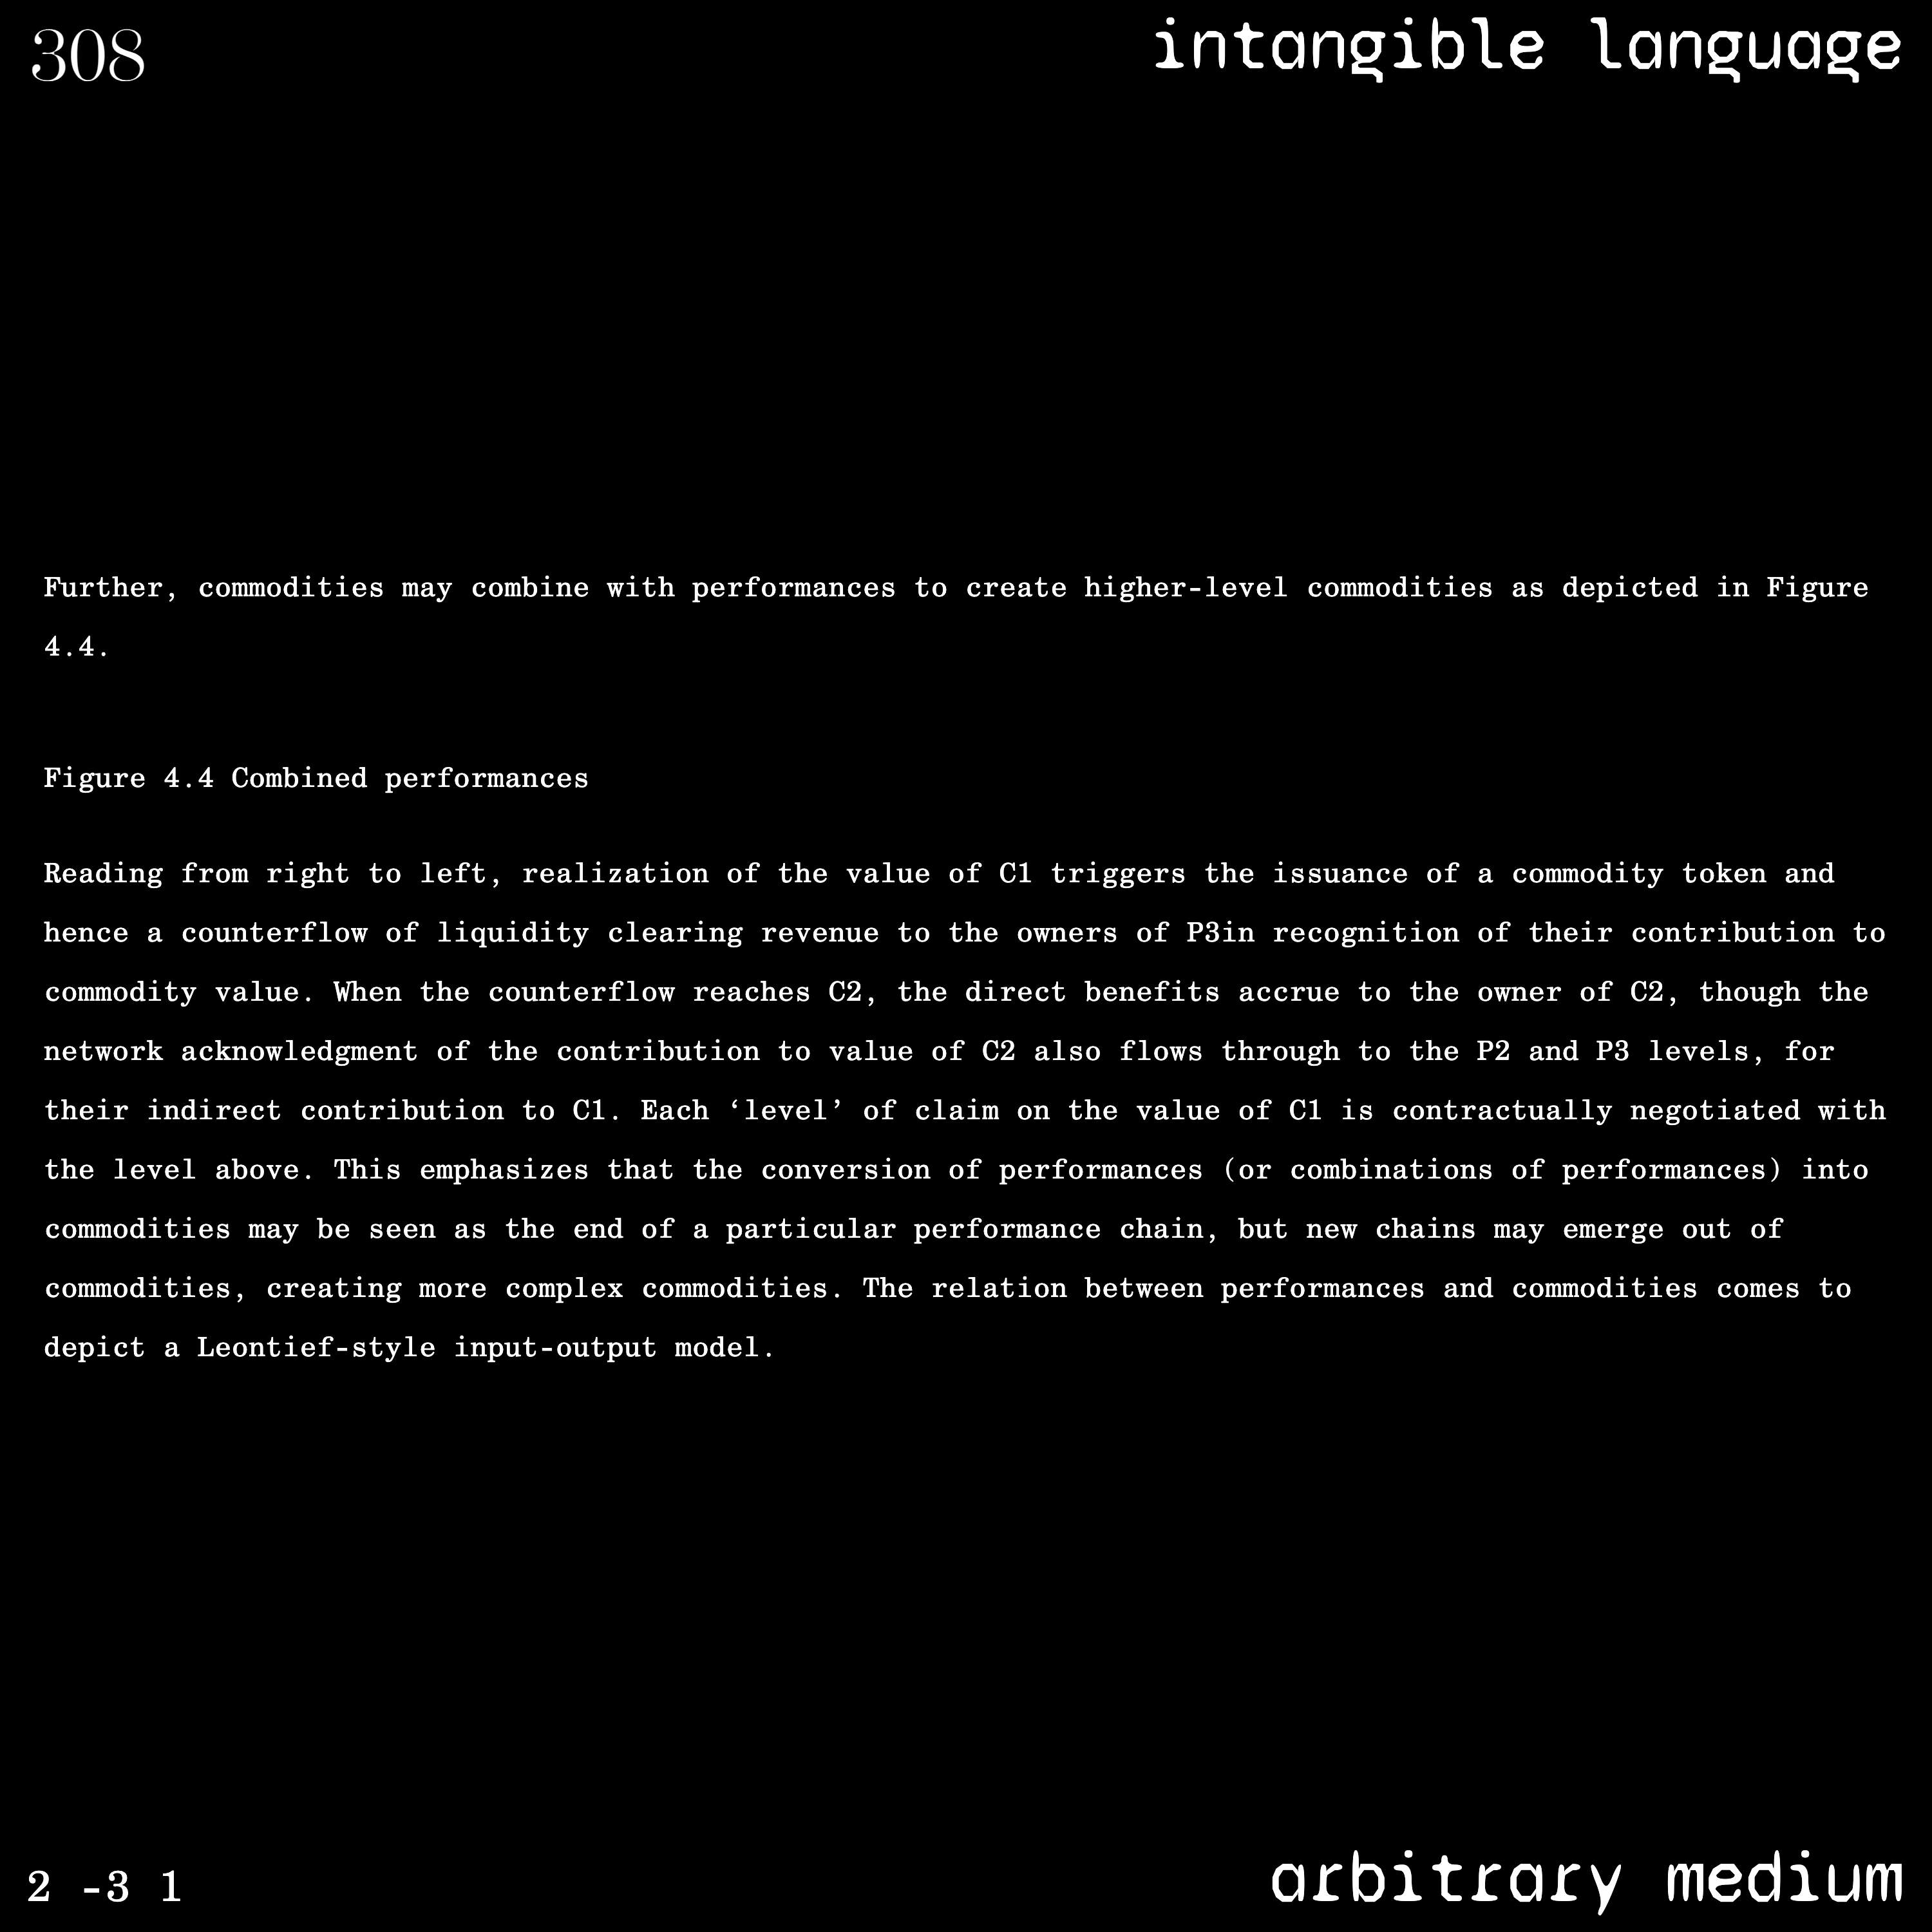 308
intangible language
Further, commodities may combine with performances to create higher-level commodities as depicted in Figure
4.4.
Figure 4.4 Combined performances
Reading from right to left, realization of the value of C1 triggers the issuance of a commodity token and
hence a counterflow of liquidity clearing revenue to the owners of P3in recognition of their contribution to
commodity value. When the counterflow reaches C2, the direct benefits accrue to the owner of C2, though the
network acknowledgment of the contribution to value of C2 also flows through to the P2 and P3 levels, for
their indirect contribution to C1. Each ‘level’ of claim on the value of C1 is contractually negotiated with
the level above. This emphasizes that the conversion of performances (or combinations of performances) into
commodities may be seen as the end of a particular performance chain, but new chains may emerge out of
commodities, creating more complex commodities. The relation between performances and commodities comes to
depict a Leontief-style input-output model.
2 -3 1
arbitrary medium